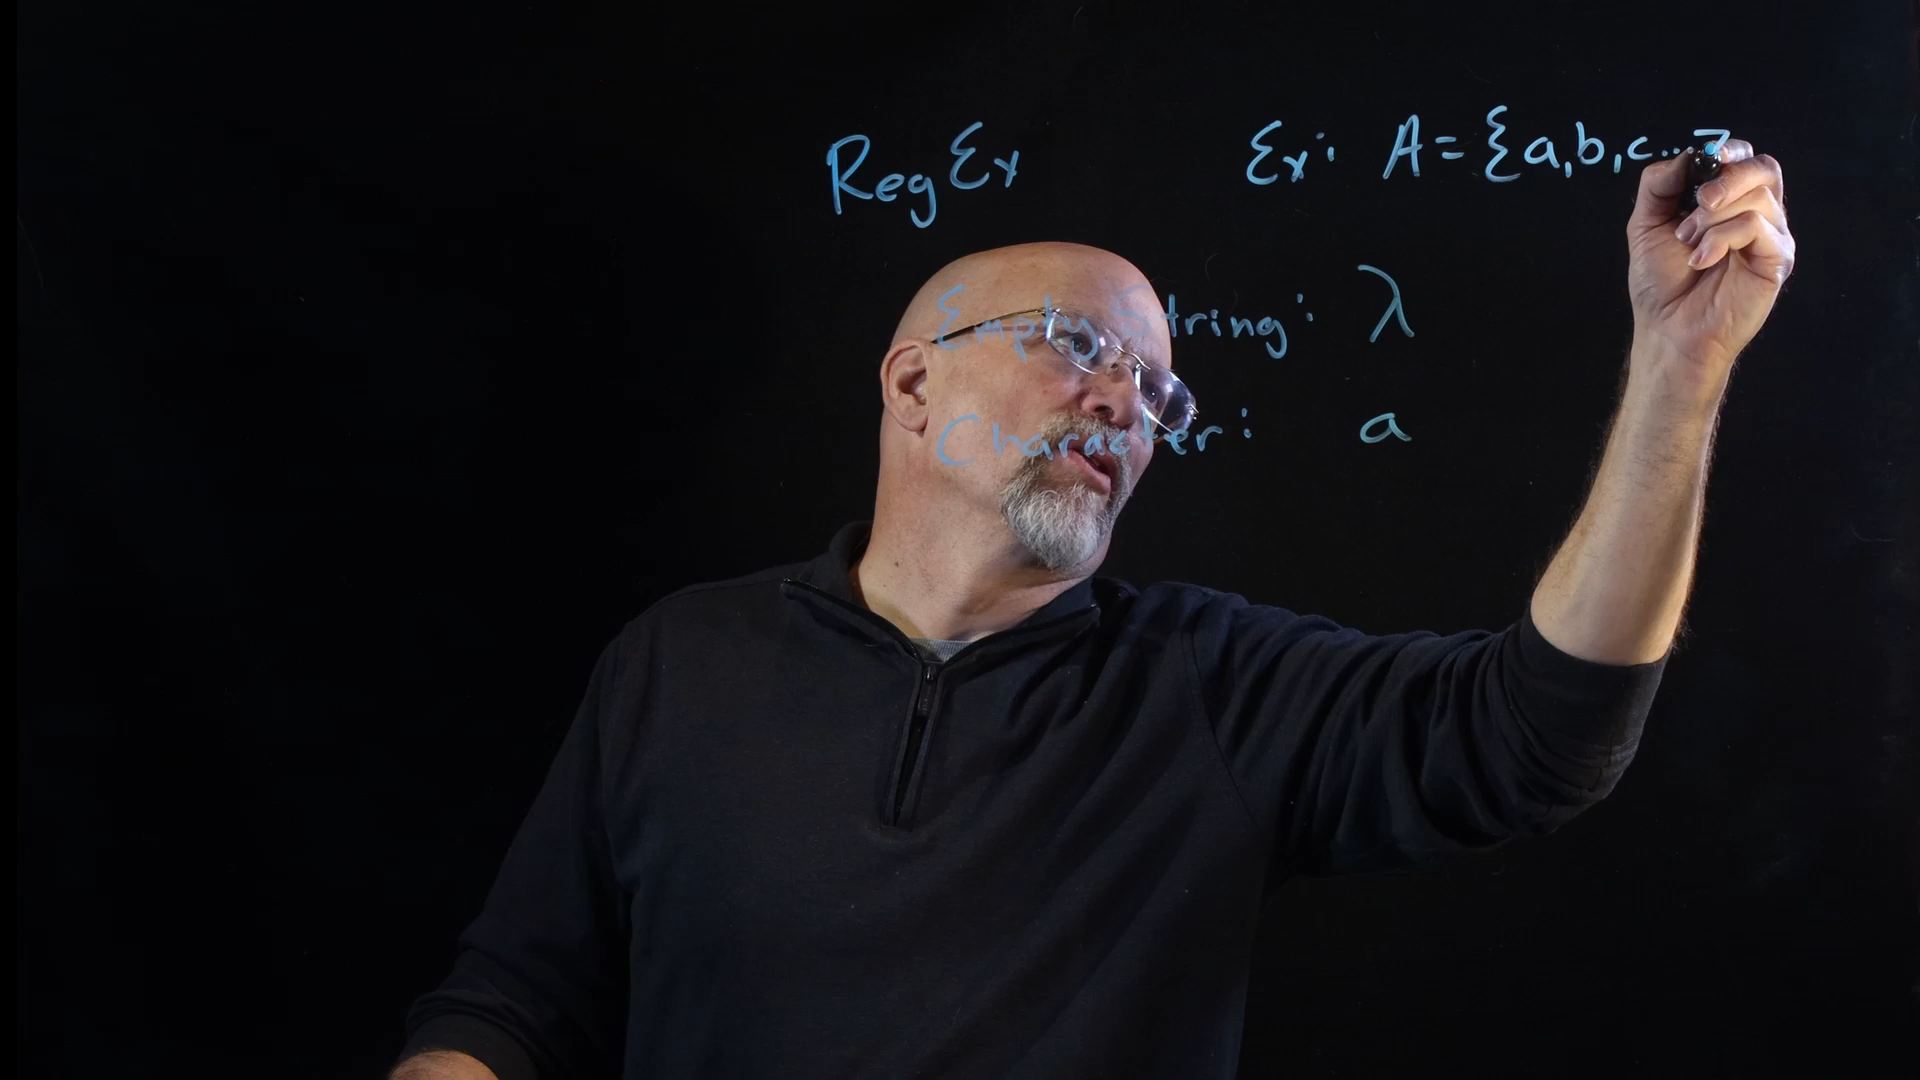 RegEx
Ex: A={a,b,c...z
Empty String: λ
Character: a